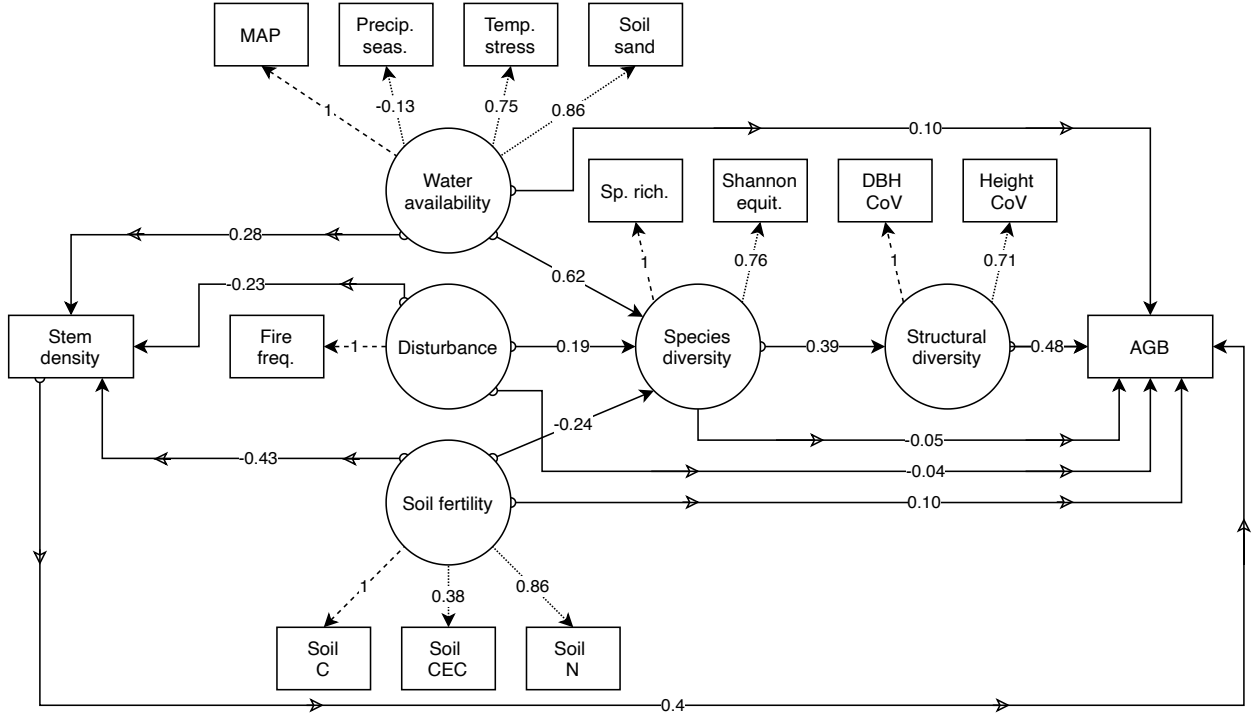 MAP
Precip.
seas.
Temp.
stress
Soil
sand
1
-0.13
0.75
0.86
0.10
Water
availability
Sp. rich.
Shannon
equit.
DBH
CoV
Height
CoV
0.28
0.62
1
0.76
1
0.71
-0.23
Stem
density
Fire
freq.
1
Disturbance
0.19
Species
diversity
0.39
Structural
diversity
0.48
AGB
-0.24
-0.05
-0.43
-0.04
Soil fertility
0.10
1
0.38
0.86
Soil
C
Soil
CEC
Soil
N
0.4